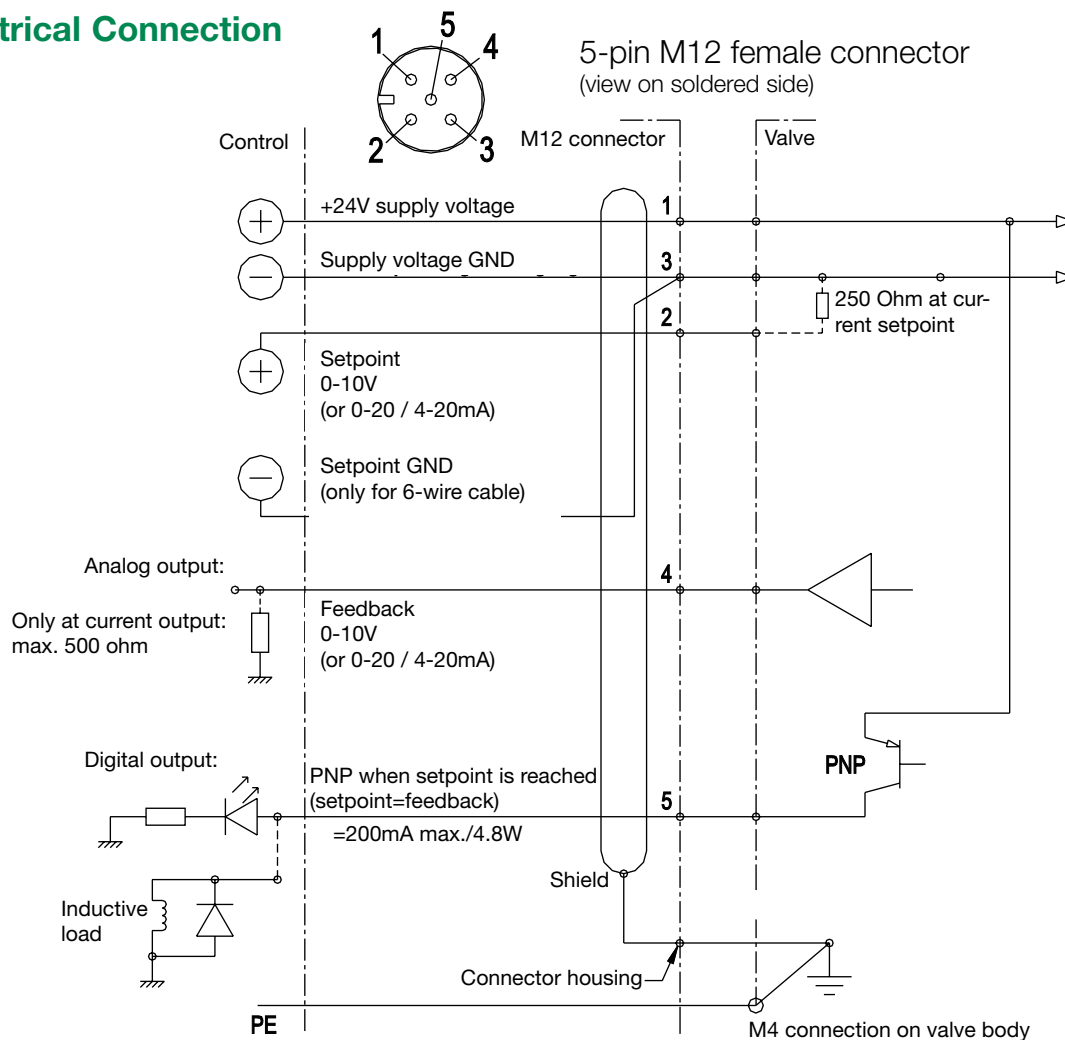 trical Connection
5-pin M12 female connector
(view on soldered side)
1
5
4
2
3
Control
M12 connector
Valve
+24V supply voltage
1
Supply voltage GND
3
250 Ohm at cur-
rent setpoint
2
Setpoint
0-10V
(or 0-20 / 4-20mA)
Setpoint GND
(only for 6-wire cable)
Analog output:
4
Only at current output:
max. 500 ohm
Feedback
0-10V
(or 0-20 / 4-20mA)
Digital output:
PNP
PNP when setpoint is reached
(setpoint=feedback)
5
=200mA max./4.8W
Shield
Inductive
load
Connector housing
PE
M4 connection on valve body